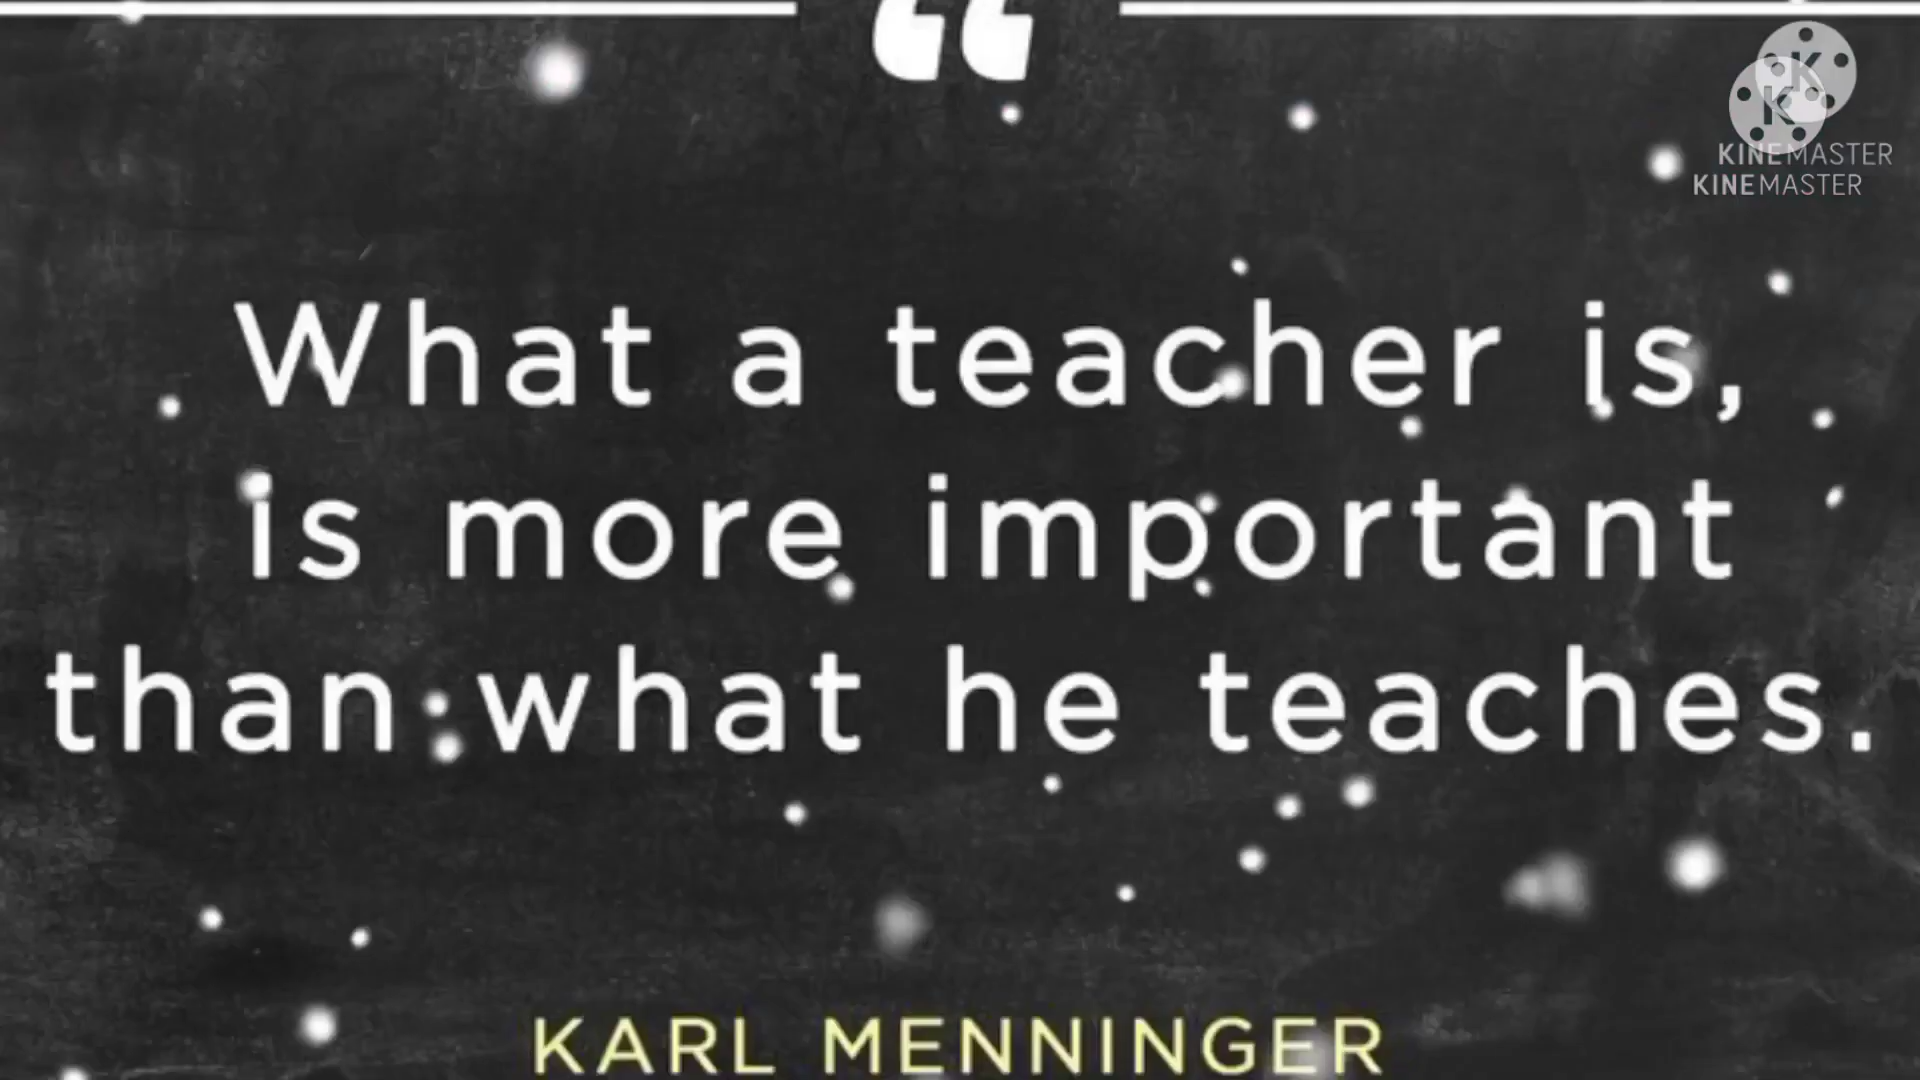 “
KINEMASTER
KINEMASTER
What a teacher is,
is more important
than what he teaches.
KARL MENNINGER